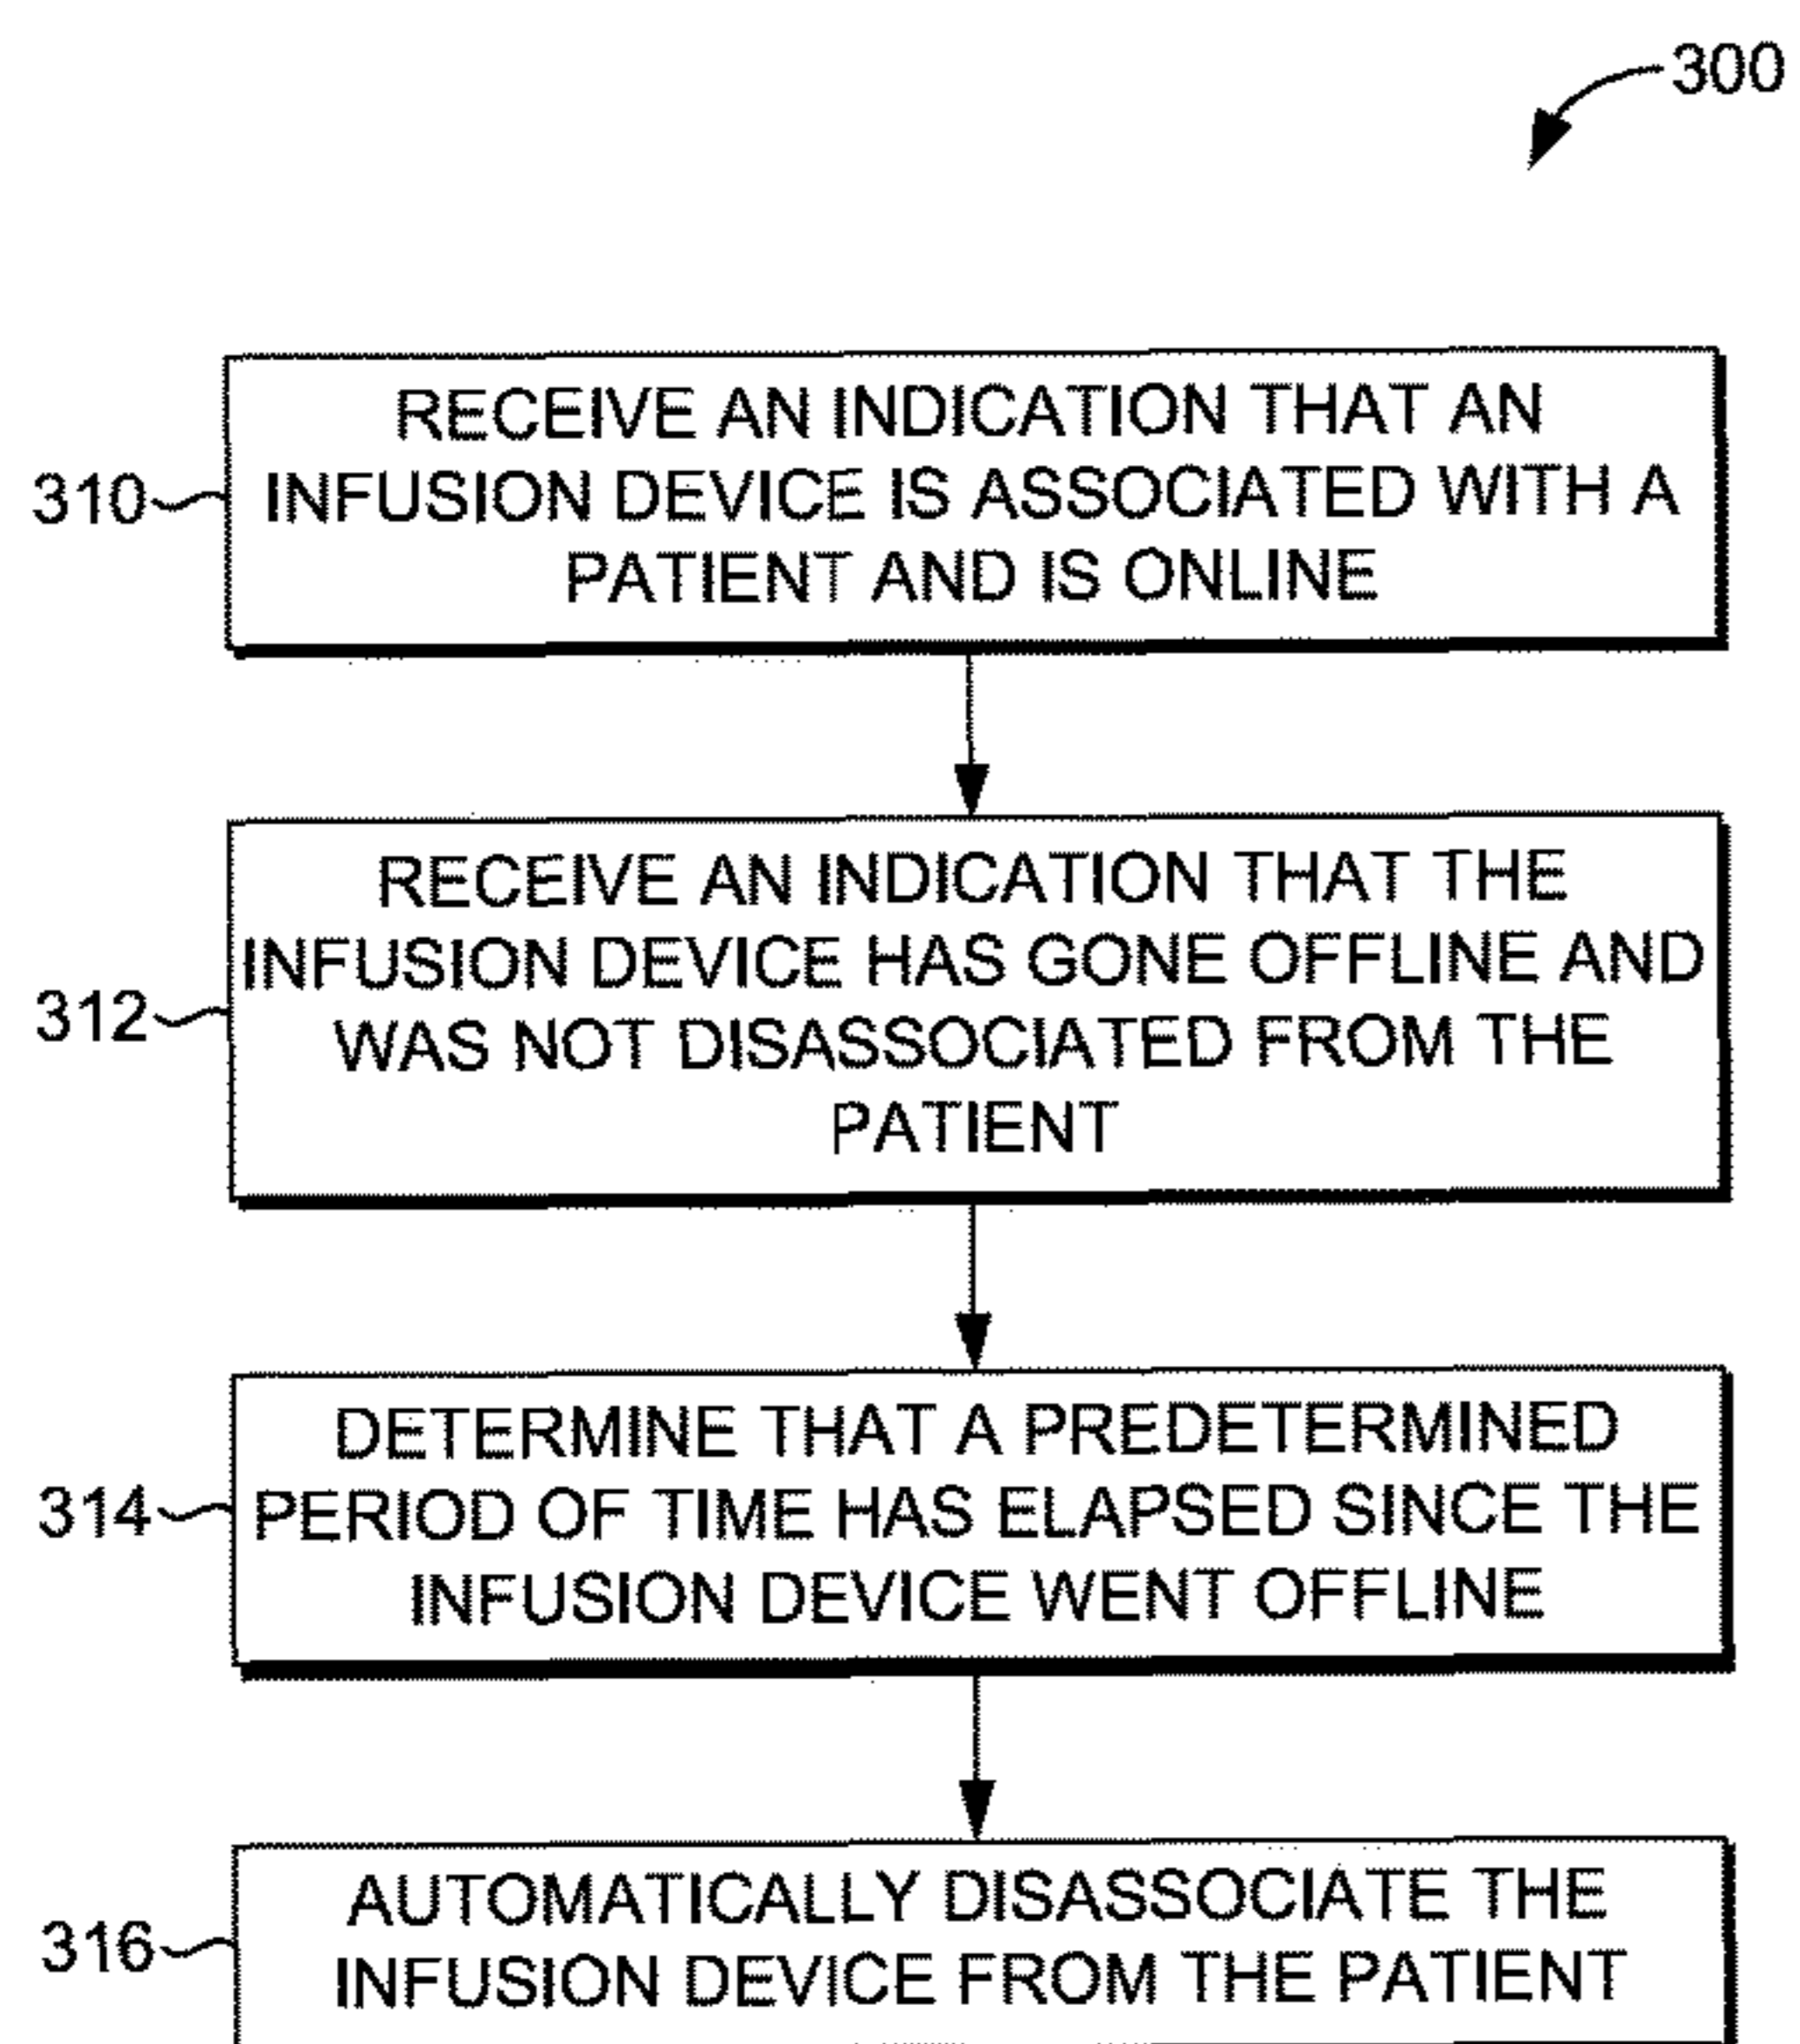 300
RECEIVE AN INDICATION THAT AN
310
INFUSION DEVICE IS ASSOCIATED WITH A
PATIENT AND IS ONLINE
RECEIVE AN INDICATION THAT THE
INFUSION DEVICE HAS GONE OFFLINE AND
312
WAS NOT DISASSOCIATED FROM THE
PATIENT
DETERMINE THAT A PREDETERMINED
314
PERIOD OF TIME HAS ELAPSED SINCE THE
INFUSION DEVICE WENT OFFLINE
AUTOMATICALLY DISASSOCIATE THE
316
INFUSION DEVICE FROM THE PATIENT